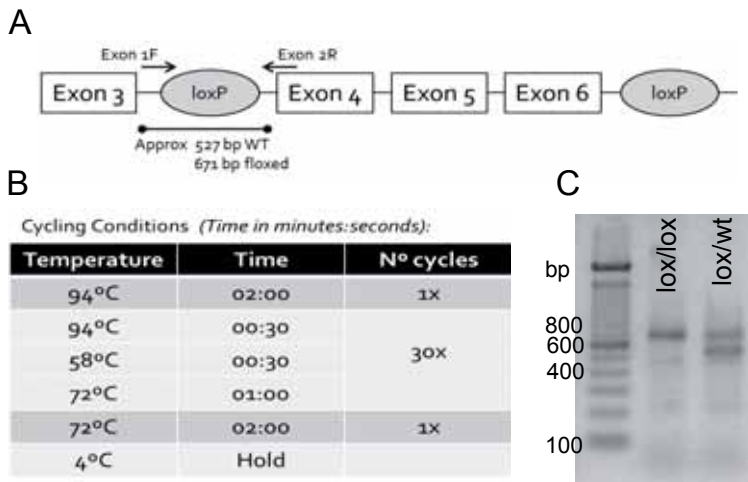 A
Exon 1F
Exon 2R
Exon 3
loxP
Exon 4
Exon 5
Exon 6
loxP
Approx 527 bp WT
671 bp floxed
B
Cycling Conditions (Time in minutes:seconds):
Temperature Time Nº cycles
94ºC 02:00 1x
94ºC 00:30
58ºC 00:30 30x
72ºC 01:00
72ºC 02:00 1x
4ºC Hold
C
bp
lox/lox
lox/wt
800
600
400
100